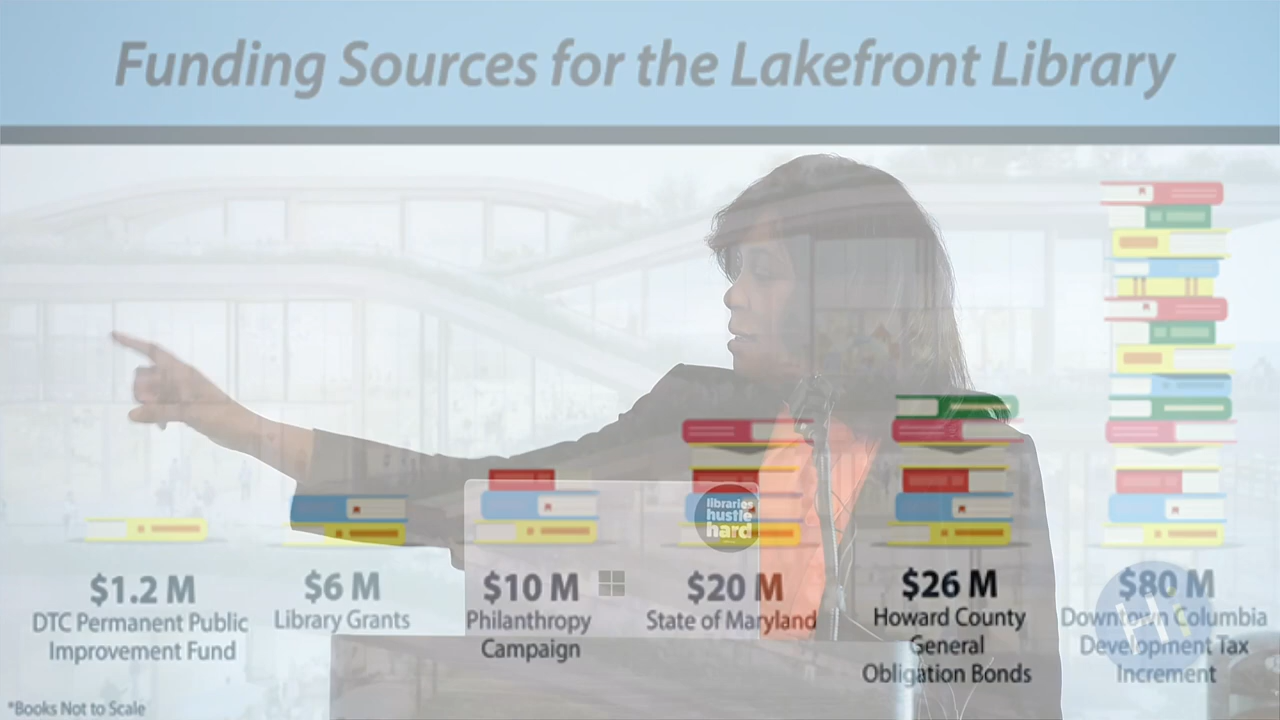 Funding Sources for the Lakefront Library
$1.2 M
DTC Permanent Public
Improvement Fund
$6 M
Library Grants
$10 M
Philanthropy
Campaign
$20 M
State of Maryland
$26 M
Howard County
General
Obligation Bonds
$80 M
Downtown Columbia
Development Tax
Increment
libraries
hustle
hard
Hi
*Books Not to Scale